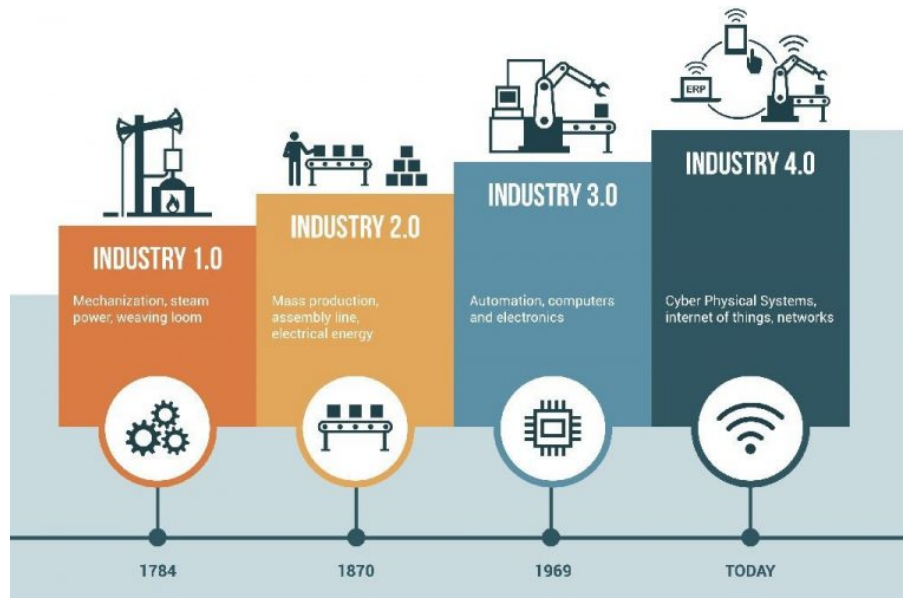 ERP
INDUSTRY 1.0
Mechanization, steam
power, weaving loom
INDUSTRY 2.0
Mass production,
assembly line,
electrical energy
INDUSTRY 3.0
Automation, computers
and electronics
INDUSTRY 4.0
Cyber Physical Systems,
internet of things, networks
1784
1870
1969
TODAY